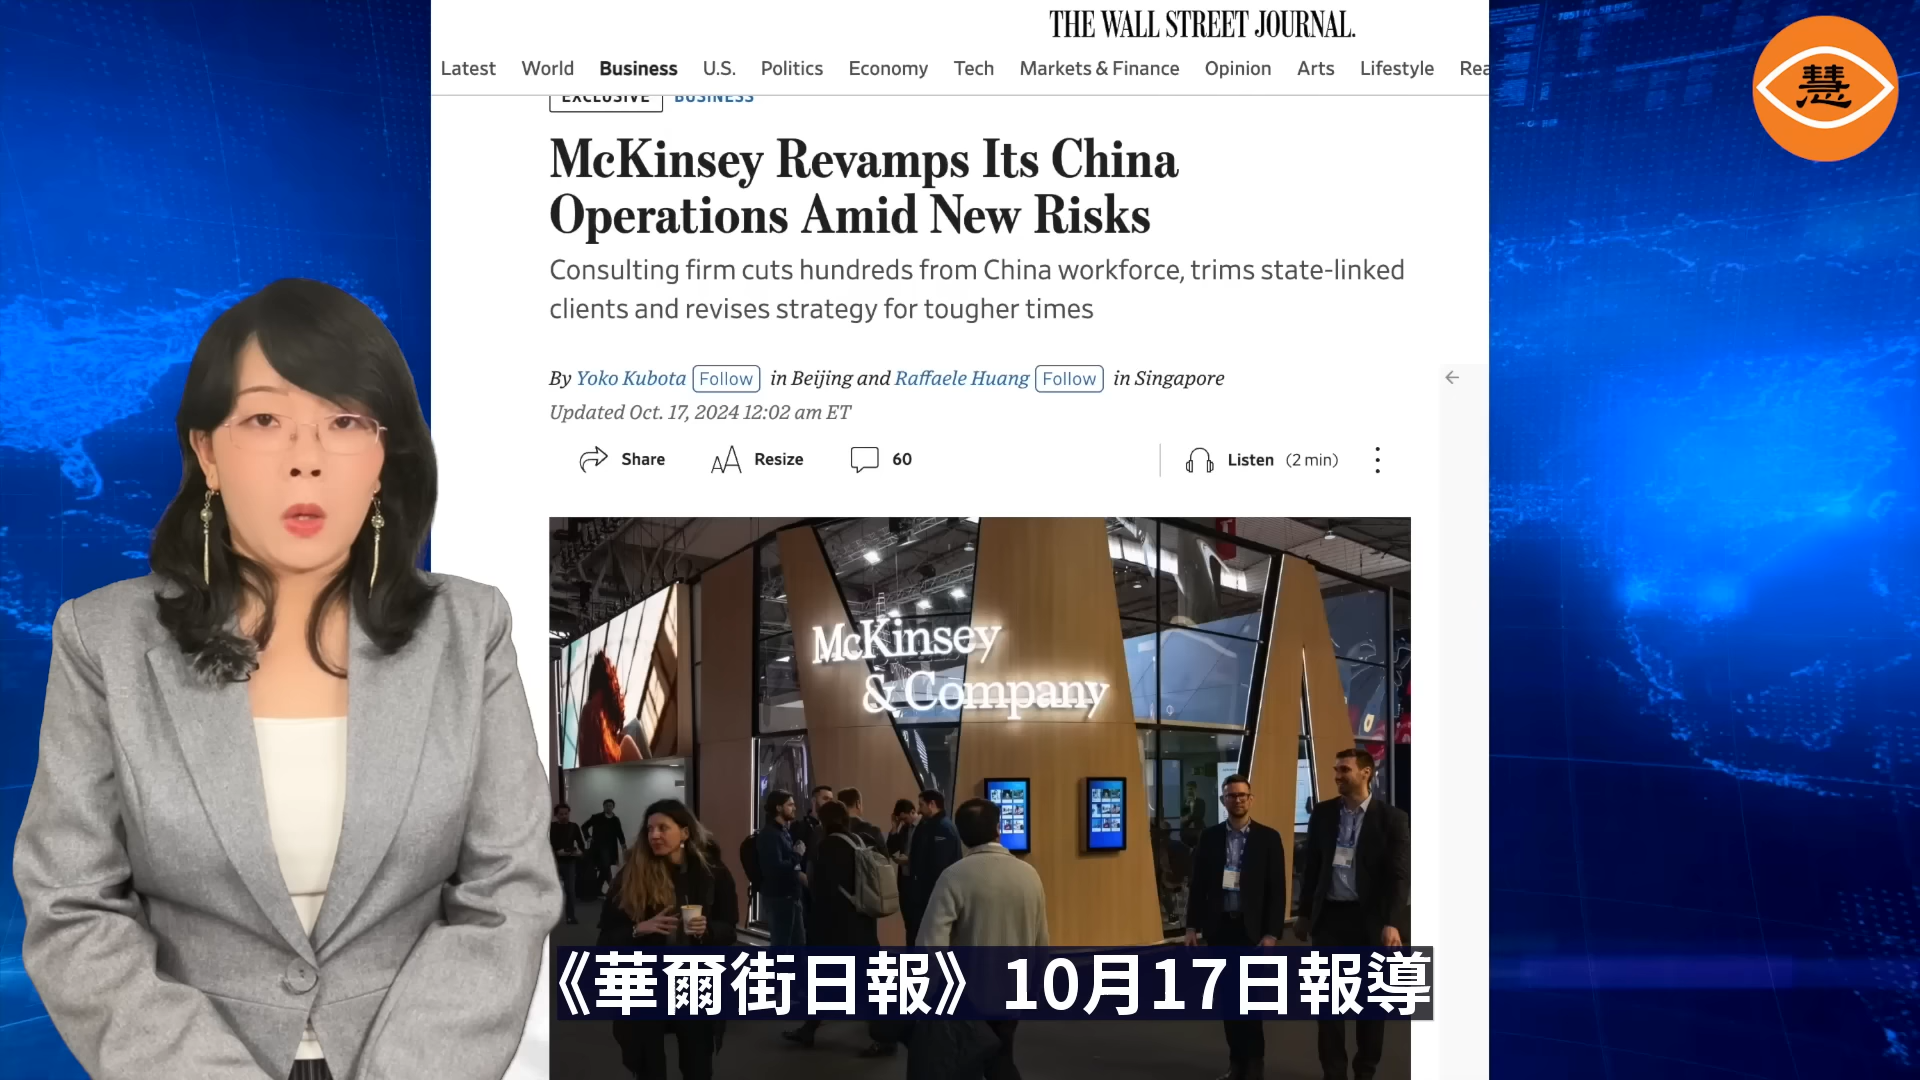 THE WALL STREET JOURNAL.
慧
Latest World Business U.S. Politics Economy Tech Markets & Finance Opinion Arts Lifestyle Rea
EXCLUSIVE BUSINESS
McKinsey Revamps Its China
Operations Amid New Risks
Consulting firm cuts hundreds from China workforce, trims state-linked
clients and revises strategy for tougher times
By Yoko Kubota Follow in Beijing and Raffaele Huang Follow in Singapore
Updated Oct. 17, 2024 12:02 am ET
Share Resize 60 Listen (2 min)
McKinsey
& Company
《華爾街日報》10月17日報導